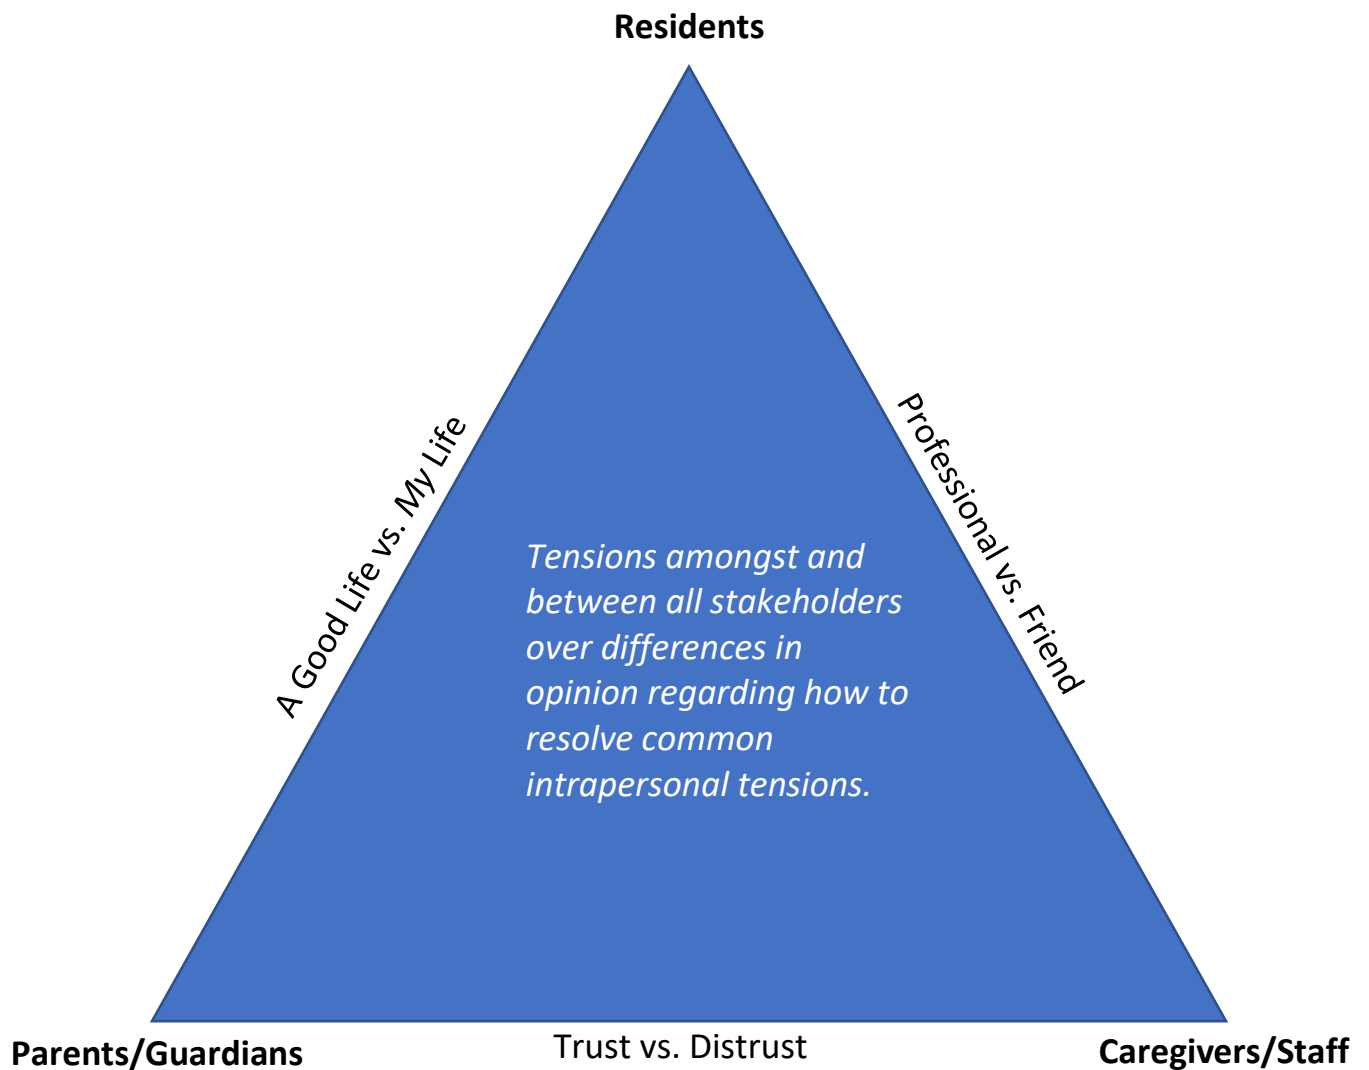 Residents
A Good Life vs. My Life
Professional vs. Friend
Tensions amongst and
between all stakeholders
over differences in
opinion regarding how to
resolve common
intrapersonal tensions.
Parents/Guardians
Trust vs. Distrust
Caregivers/Staff